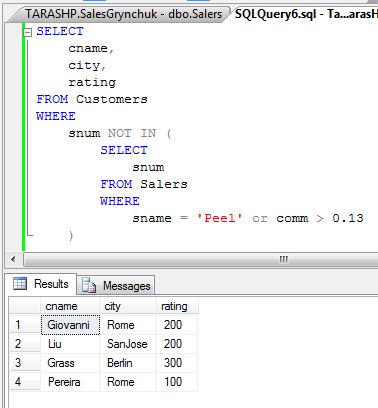 TARASHP.SalesGrynchuk - dbo.Salers SQLQuery6.sql - Ta...arasH
SELECT
cname,
city,
rating
FROM Customers
WHERE
snum NOT IN (
SELECT
snum
FROM Salers
WHERE
sname = 'Peel' or comm > 0.13
)
Results Messages
cname city rating
1 Giovanni Rome 200
2 Liu SanJose 200
3 Grass Berlin 300
4 Pereira Rome 100